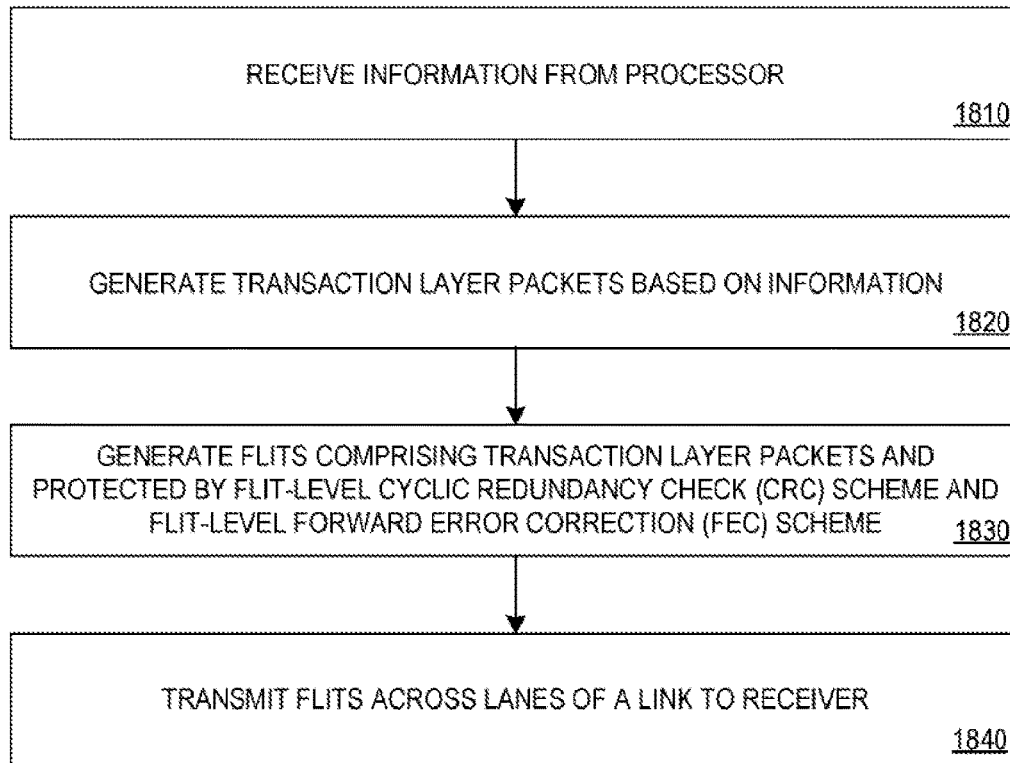 RECEIVE INFORMATION FROM PROCESSOR
1810
GENERATE TRANSACTION LAYER PACKETS BASED ON INFORMATION
1820
GENERATE FLITS COMPRISING TRANSACTION LAYER PACKETS AND
PROTECTED BY FLIT-LEVEL CYCLIC REDUNDANCY CHECK (CRC) SCHEME AND
FLIT-LEVEL FORWARD ERROR CORRECTION (FEC) SCHEME
1830
TRANSMIT FLITS ACROSS LANES OF A LINK TO RECEIVER
1840